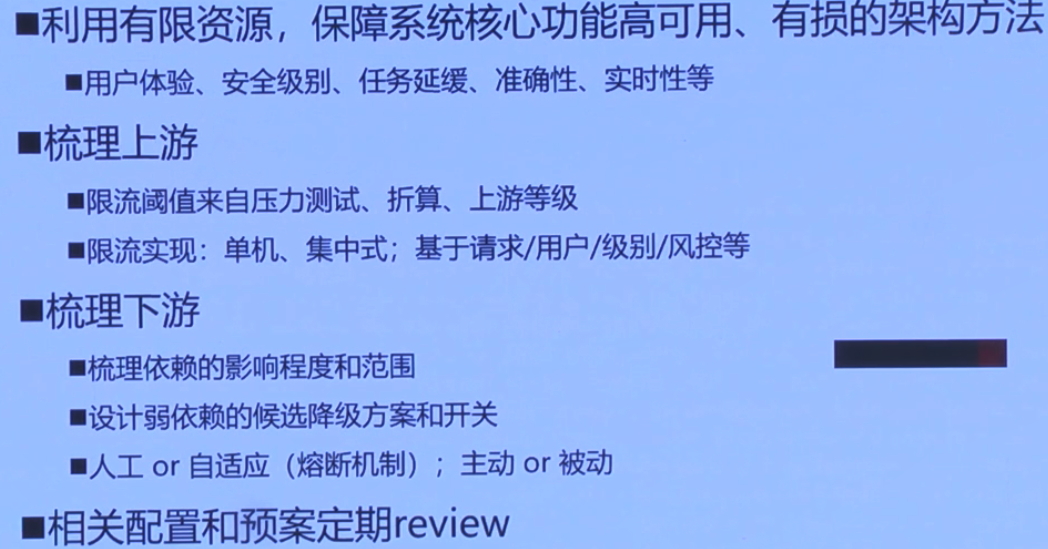 ■利用有限资源，保障系统核心功能高可用、有损的架构方法
■用户体验、安全级别、任务延缓、准确性、实时性等
■梳理上游
■限流阈值来自压力测试、折算、上游等级
■限流实现：单机、集中式；基于请求/用户/级别/风控等
■梳理下游
■梳理依赖的影响程度和范围
■设计弱依赖的候选降级方案和开关
■人工 or 自适应（熔断机制）；主动 or 被动
■相关配置和预案定期review